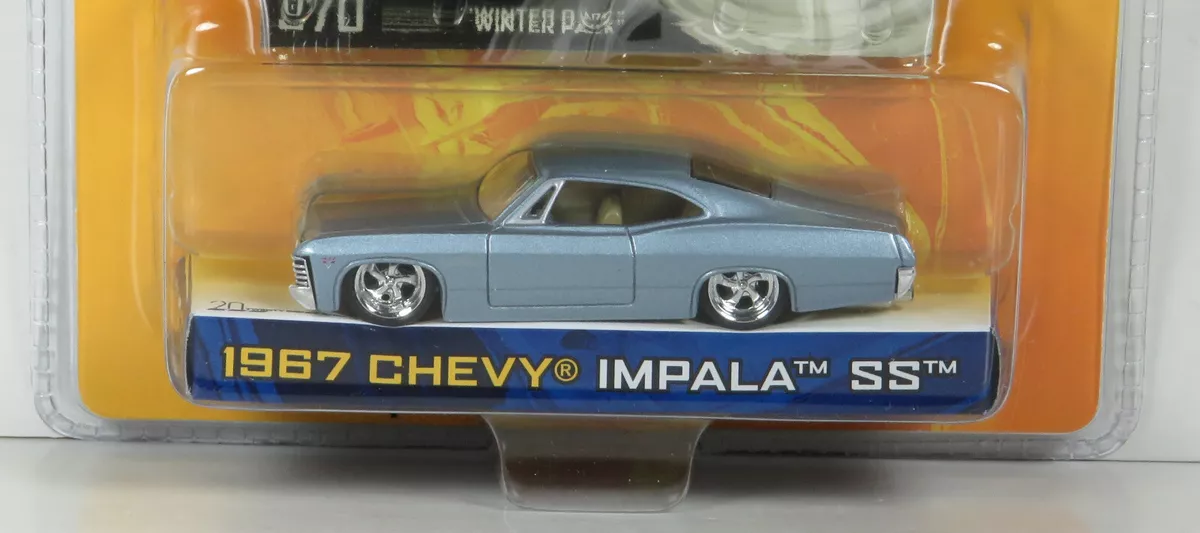 WINTER PARK
1967 CHEVY® IMPALA™ SS™